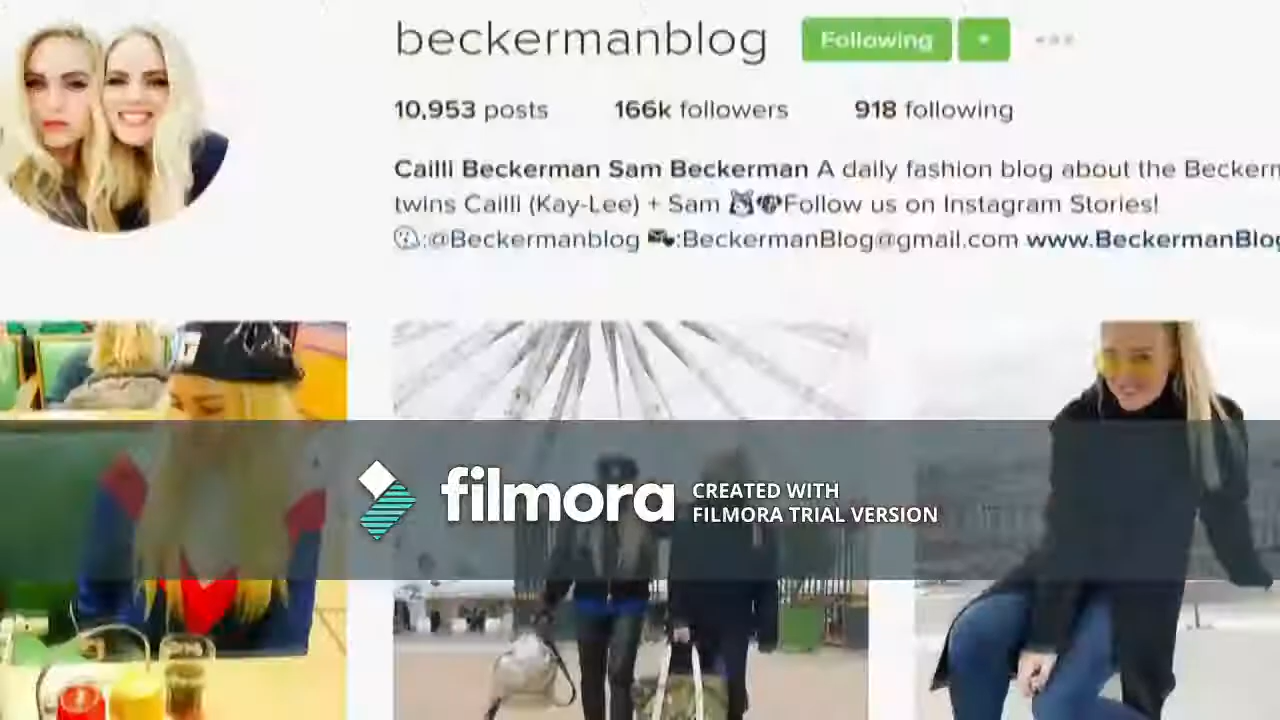 beckermanblog Following
10,953 posts 166k followers 918 following
Cailli Beckerman Sam Beckerman A daily fashion blog about the Beckerm
twins Cailli (Kay-Lee) + Sam 🐻🐶Follow us on Instagram Stories!
👻:@Beckermanblog 💌:BeckermanBlog@gmail.com www.BeckermanBlog
filmora CREATED WITH
FILMORA TRIAL VERSION